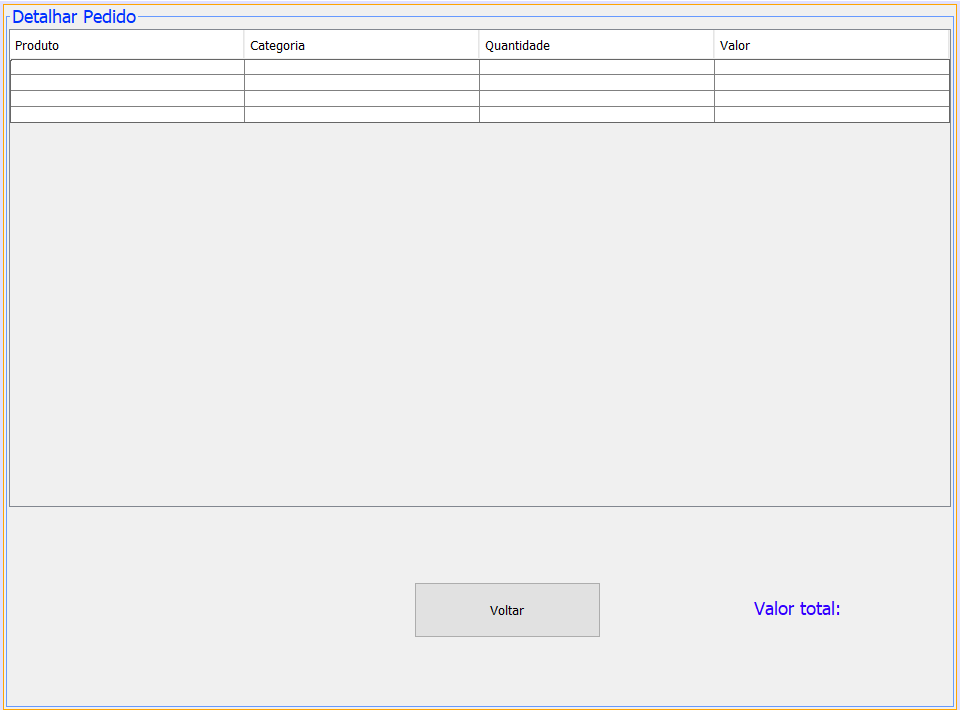 Detalhar Pedido
Produto Categoria Quantidade Valor
Voltar
Valor total: